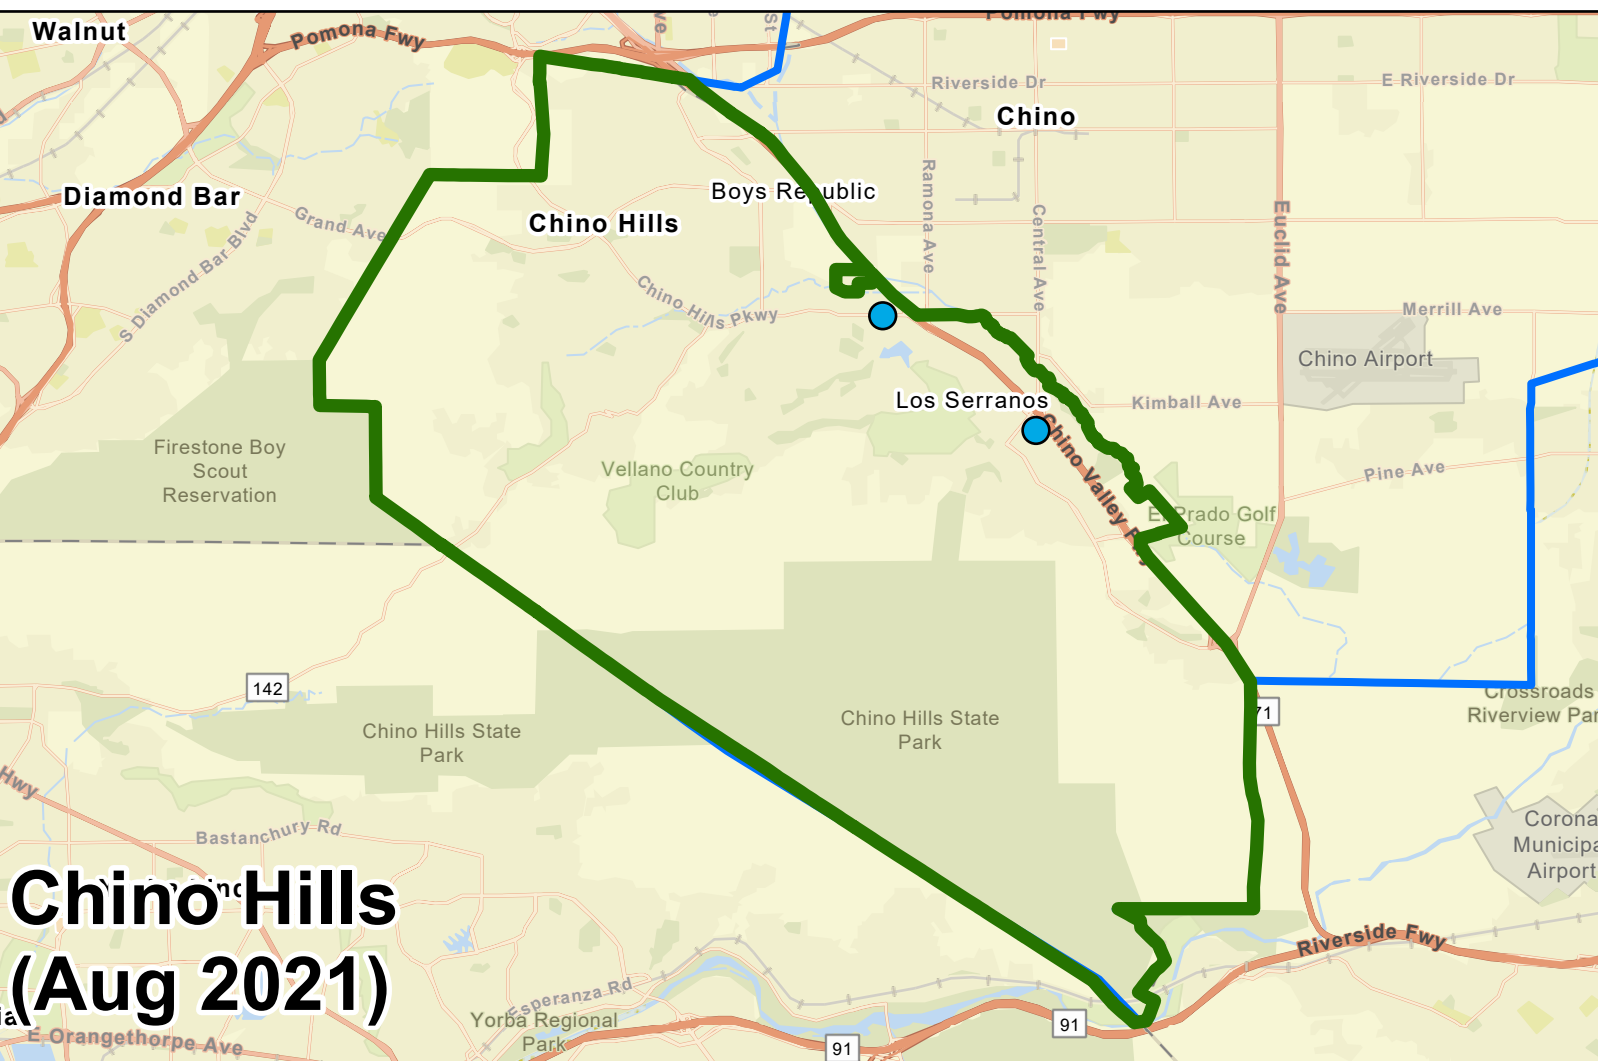 Walnut
Pomona Fwy
Pomona Fwy
St
Riverside Dr
E Riverside Dr
Chino
Diamond Bar
Boys Republic
Ramona Ave
Grand Ave
Chino Hills
Central Ave
Euclid Ave
S Diamond Bar Blvd
Chino Hills Pkwy
Merrill Ave
Chino Airport
Los Serranos
Kimball Ave
Firestone Boy
Scout
Reservation
Vellano Country
Club
Chino Valley
Pine Ave
El Prado Golf
Course
142
Crossroads
Riverview Par
71
Chino Hills State
Park
Chino Hills State
Park
Hwy
Bastanchury Rd
Corona
Municipa
Airport
Chino Hills
(Aug 2021)
Riverside Fwy
Esperanza Rd
Yorba Regional
Park
91
91
E Orangethorpe Ave